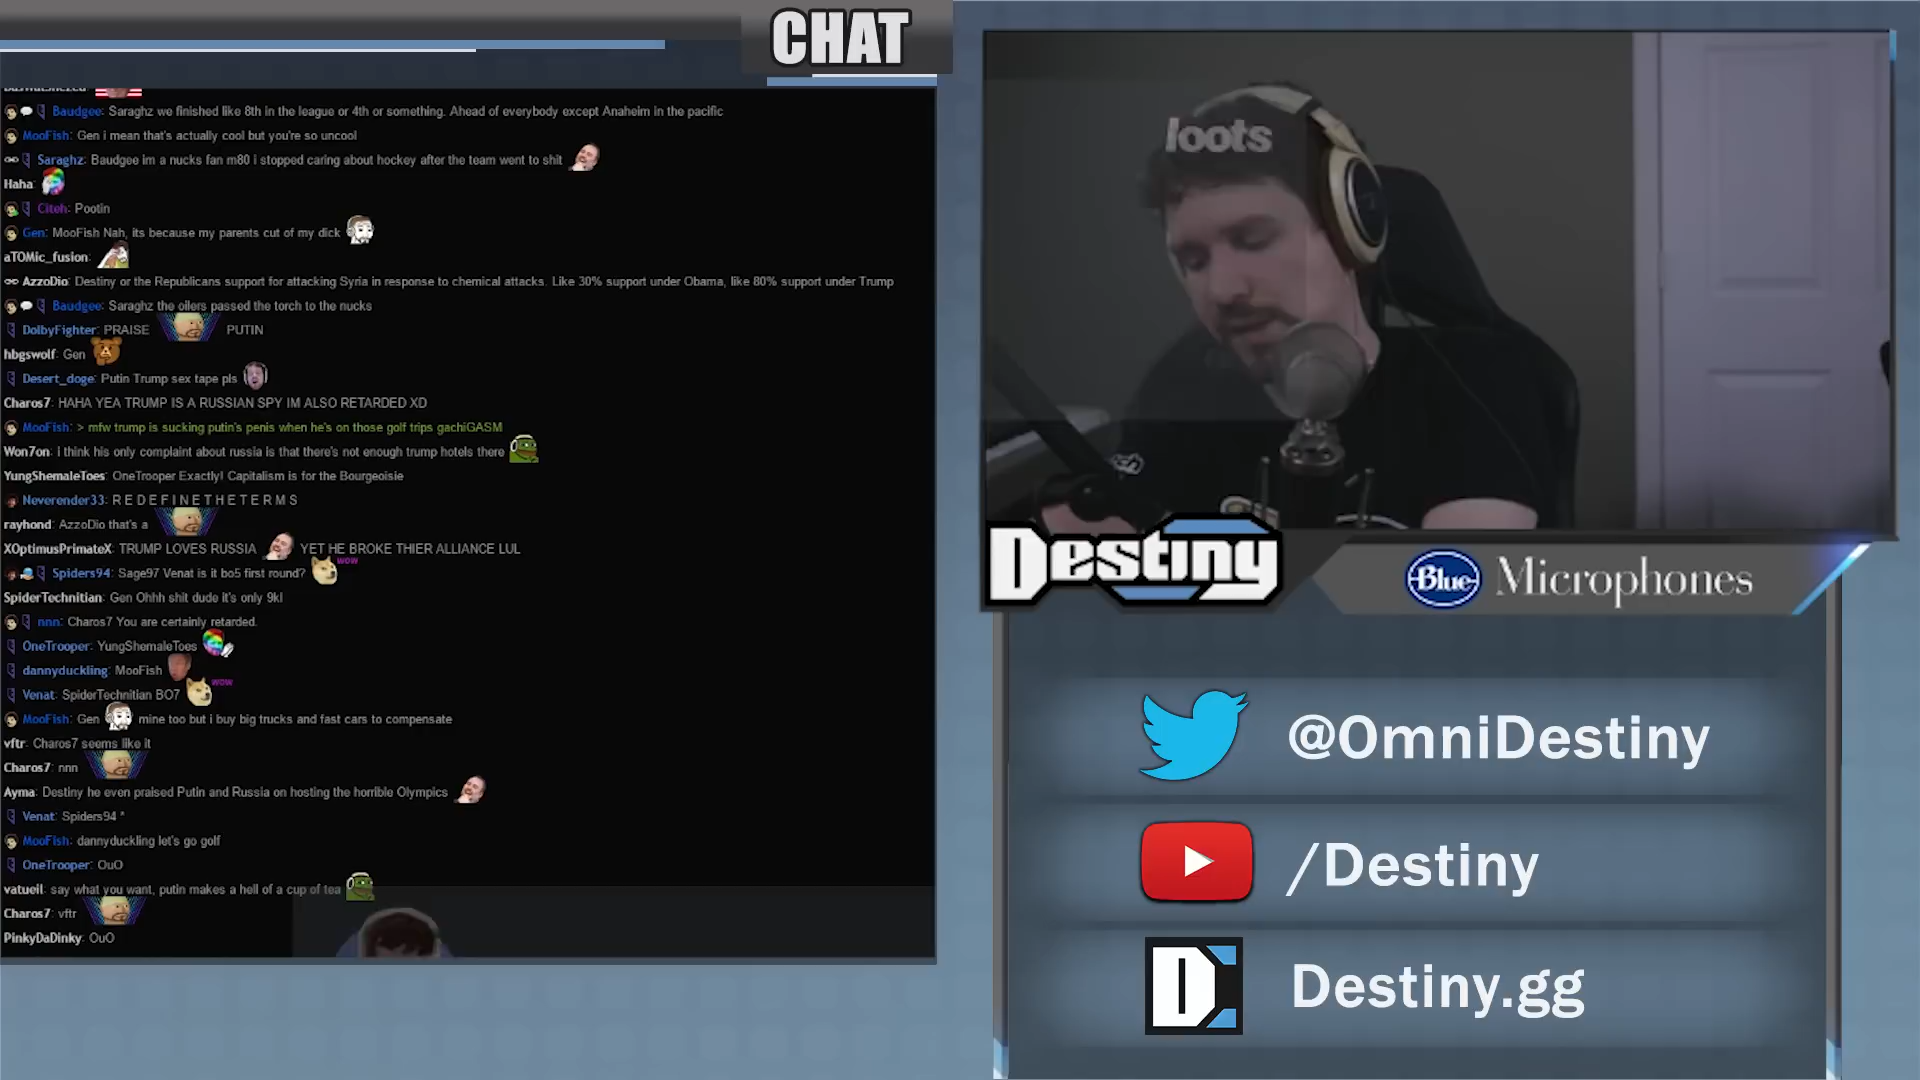 CHAT
Baudgee: Saraghz we finished like 8th in the league or 4th or something. Ahead of everybody except Anaheim in the pacific
MooFish: Gen i mean that's actually cool but you're so uncool
Saraghz: Baudgee im a nucks fan m80 i stopped caring about hockey after the team went to shit
Haha:
Citeh: Pootin
Gen: MooFish Nah, its because my parents cut of my dick
aTOMic_fusion:
AzzoDio: Destiny or the Republicans support for attacking Syria in response to chemical attacks. Like 30% support under Obama, like 80% support under Trump
Baudgee: Saraghz the oilers passed the torch to the nucks
DolbyFighter: PRAISE PUTIN
hbgswolf: Gen
Desert_doge: Putin Trump sex tape pls
Charos7: HAHA YEA TRUMP IS A RUSSIAN SPY IM ALSO RETARDED XD
MooFish: > mfw trump is sucking putin's penis when he's on those golf trips gachiGASM
Won7on: I think his only complaint about russia is that there's not enough trump hotels there
YungShemaleToes: OneTrooper Exactly! Capitalism is for the Bourgeoisie
Neverender33: R E D E F I N E T H E T E R M S
rayhond: AzzoDio that's a
XOptimusPrimateX: TRUMP LOVES RUSSIA YET HE BROKE THIER ALLIANCE LUL
Spiders94: Sage97 Venat is it bo5 first round? wow
SpiderTechnitian: Gen Ohhh shit dude it's only 9kl
nnn: Charos7 You are certainly retarded.
OneTrooper: YungShemaleToes
dannyduckling: MooFish
Venat: SpiderTechnitian BO7 wow
MooFish: Gen mine too but i buy big trucks and fast cars to compensate
vftr: Charos7 seems like it
Charos7: nnn
Ayma: Destiny he even praised Putin and Russia on hosting the horrible Olympics
Venat: Spiders94 *
MooFish: dannyduckling let's go golf
OneTrooper: OuO
vatueil: say what you want, putin makes a hell of a cup of tea
Charos7: vftr
PinkyDaDinky: OuO
loots
Destiny
Blue Microphones
@OmniDestiny
/Destiny
D Destiny.gg